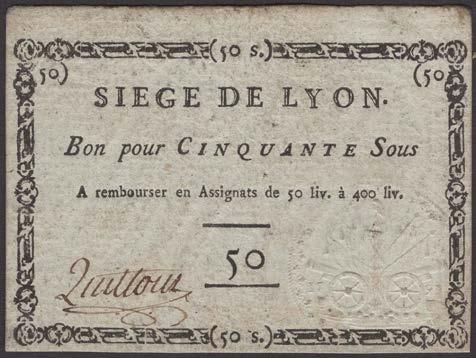 (50 s.)
50) (50
SIEGE DE LYON.
Bon pour CINQUANTE Sous
A rembourser en Assignats de 50 liv. à 400 liv.
50
(50 s.)